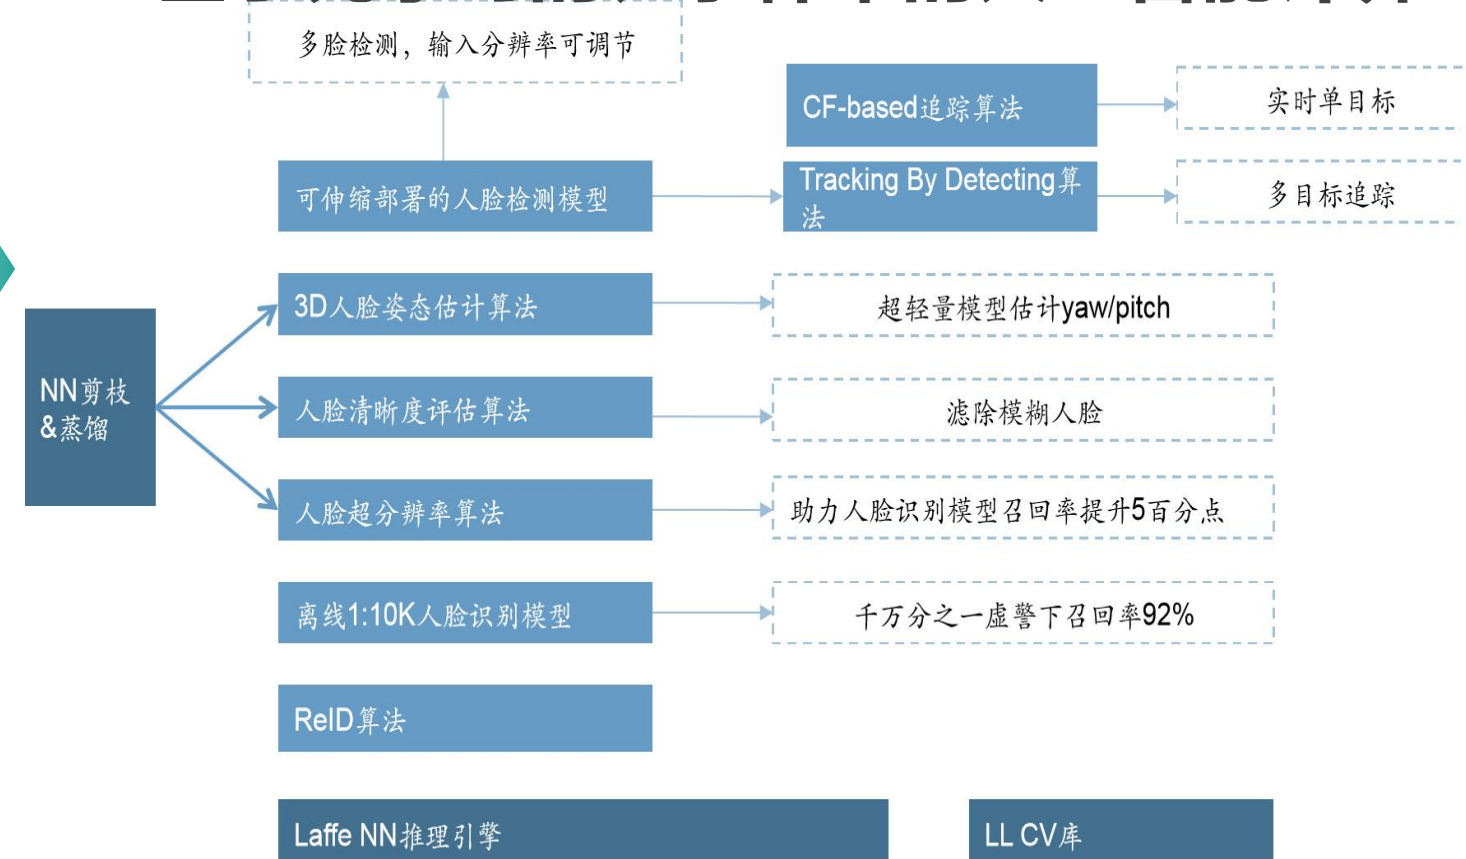 多脸检测，输入分辨率可调节
CF-based追踪算法
实时单目标
可伸缩部署的人脸检测模型
Tracking By Detecting算
法
多目标追踪
3D人脸姿态估计算法
超轻量模型估计yaw/pitch
NN剪枝
&蒸馏
人脸清晰度评估算法
滤除模糊人脸
人脸超分辨率算法
助力人脸识别模型召回率提升5百分点
离线1:10K人脸识别模型
千万分之一虚警下召回率92%
ReID算法
Laffe NN推理引擎
LL CV库